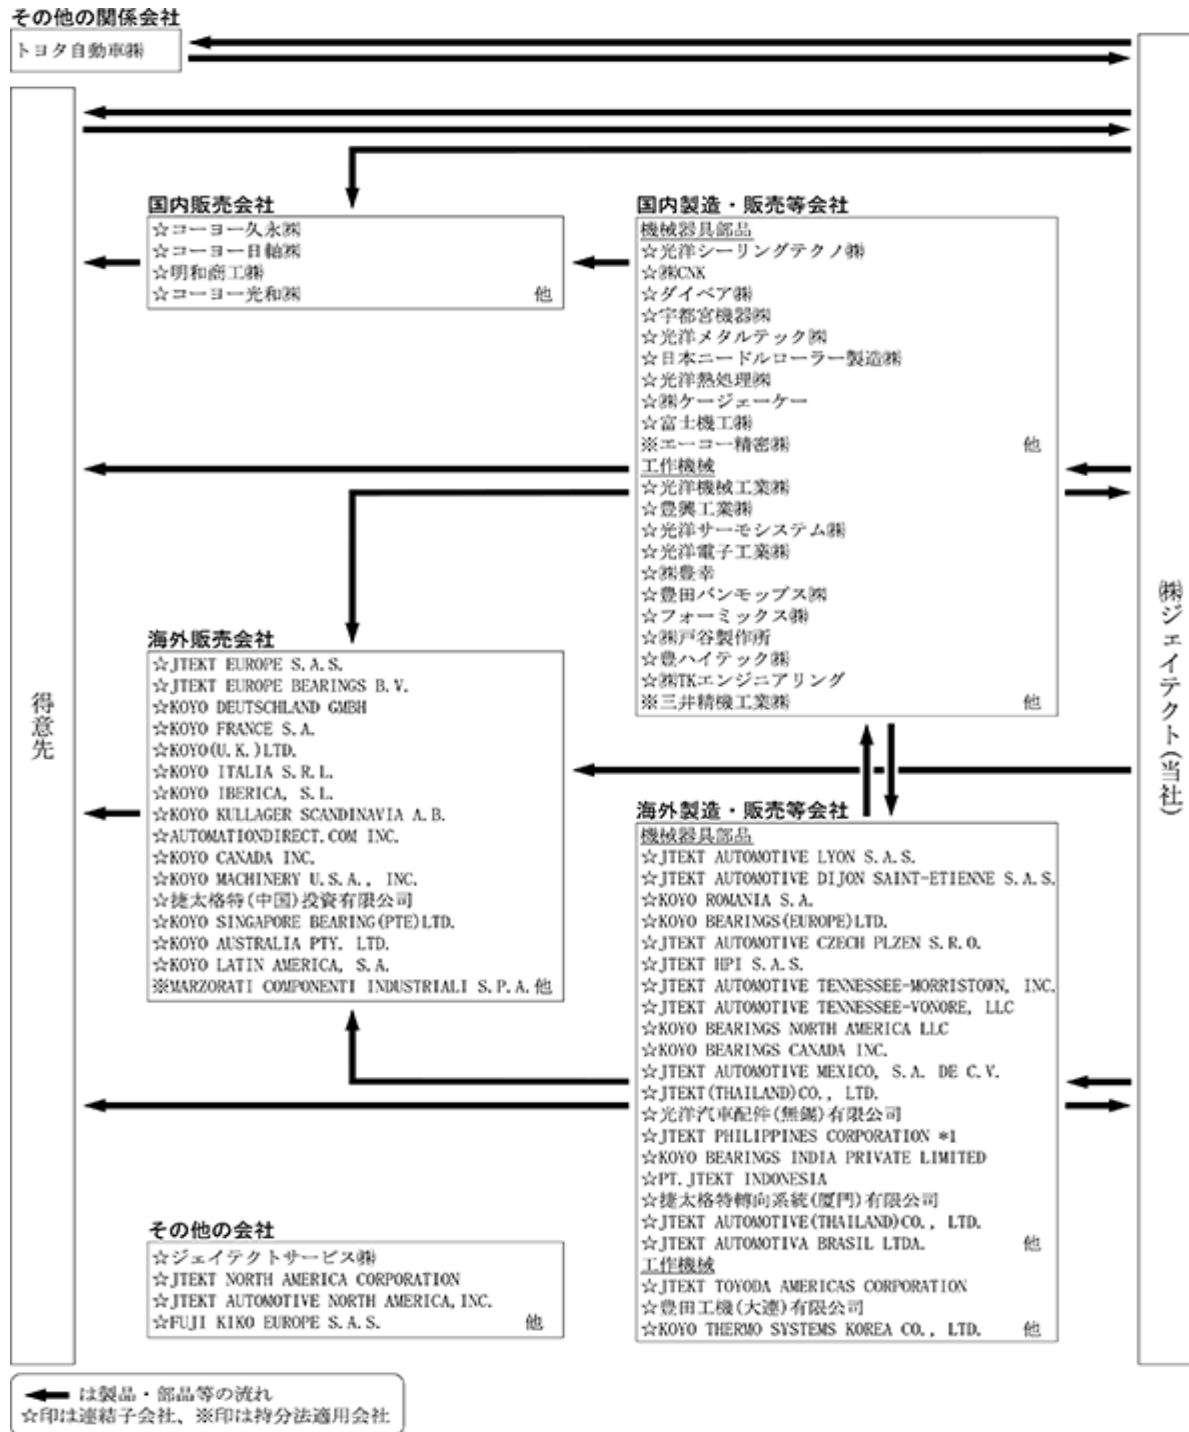 その他の関係会社
トヨタ自動車㈱
得意先
国内販売会社
☆コーヨー久永㈱
☆コーヨー日軸㈱
☆明和商工㈱
☆コーヨー光和㈱ 他
国内製造・販売等会社
機械器具部品
☆光洋シーリングテクノ㈱
☆㈱CNK
☆ダイベア㈱
☆宇都宮機器㈱
☆光洋メタルテック㈱
☆日本ニードルローラー製造㈱
☆光洋熱処理㈱
☆㈱ケージェーケー
☆富士機工㈱
※エーコー精密㈱ 他
工作機械
☆光洋機械工業㈱
☆豊興工業㈱
☆光洋サーモシステム㈱
☆光洋電子工業㈱
☆㈱豊幸
☆豊田バンモップス㈱
☆フォーミックス㈱
☆㈱戸谷製作所
☆豊ハイテック㈱
☆㈱TKエンジニアリング
※三井精機工業㈱ 他
海外販売会社
☆JTEKT EUROPE S.A.S.
☆JTEKT EUROPE BEARINGS B.V.
☆KOYO DEUTSCHLAND GMBH
☆KOYO FRANCE S.A.
☆KOYO(U.K.)LTD.
☆KOYO ITALIA S.R.L.
☆KOYO IBERICA, S.L.
☆KOYO KULLAGER SCANDINAVIA A.B.
☆AUTOMATIONDIRECT.COM INC.
☆KOYO CANADA INC.
☆KOYO MACHINERY U.S.A., INC.
☆捷太格特(中国)投資有限公司
☆KOYO SINGAPORE BEARING(PTE)LTD.
☆KOYO AUSTRALIA PTY. LTD.
☆KOYO LATIN AMERICA, S.A.
※MARZORATI COMPONENTI INDUSTRIALI S.P.A.他
海外製造・販売等会社
機械器具部品
☆JTEKT AUTOMOTIVE LYON S.A.S.
☆JTEKT AUTOMOTIVE DIJON SAINT-ETIENNE S.A.S.
☆KOYO ROMANIA S.A.
☆KOYO BEARINGS(EUROPE)LTD.
☆JTEKT AUTOMOTIVE CZECH PLZEN S.R.O.
☆JTEKT HPI S.A.S.
☆JTEKT AUTOMOTIVE TENNESSEE-MORRISTOWN, INC.
☆JTEKT AUTOMOTIVE TENNESSEE-VONORE, LLC
☆KOYO BEARINGS NORTH AMERICA LLC
☆KOYO BEARINGS CANADA INC.
☆JTEKT AUTOMOTIVE MEXICO, S.A. DE C.V.
☆JTEKT(THAILAND)CO., LTD.
☆光洋汽車配件(無錫)有限公司
☆JTEKT PHILIPPINES CORPORATION *1
☆KOYO BEARINGS INDIA PRIVATE LIMITED
☆PT. JTEKT INDONESIA
☆捷太格特轉向系統(厦門)有限公司
☆JTEKT AUTOMOTIVE(THAILAND)CO., LTD.
☆JTEKT AUTOMOTIVA BRASIL LTDA. 他
工作機械
☆JTEKT TOYODA AMERICAS CORPORATION
☆豊田工機(大連)有限公司
☆KOYO THERMO SYSTEMS KOREA CO., LTD. 他
その他の会社
☆ジェイテクトサービス㈱
☆JTEKT NORTH AMERICA CORPORATION
☆JTEKT AUTOMOTIVE NORTH AMERICA,INC.
☆FUJI KIKO EUROPE S.A.S. 他
㈱ジェイテクト(当社)
は製品・部品等の流れ
☆印は連結子会社、※印は持分法適用会社